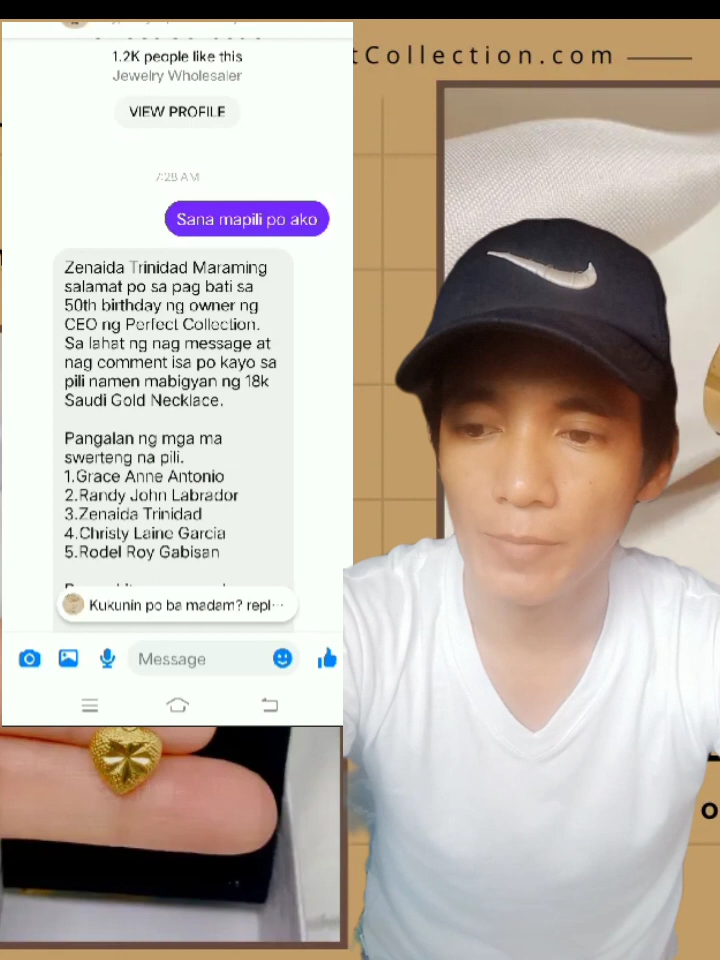 1.2K people like this
Jewelry Wholesaler
VIEW PROFILE
7:28 AM
Sana mapili po ako
Zenaida Trinidad Maraming
salamat po sa pag bati sa
50th birthday ng owner ng
CEO ng Perfect Collection.
Sa lahat ng nag message at
nag comment isa po kayo sa
pili namen mabigyan ng 18k
Saudi Gold Necklace.
Pangalan ng mga ma
swerteng na pili.
1.Grace Anne Antonio
2.Randy John Labrador
3.Zenaida Trinidad
4.Christy Laine Garcia
5.Rodel Roy Gabisan
Kukunin po ba madam? repl...
Message
tCollection.com